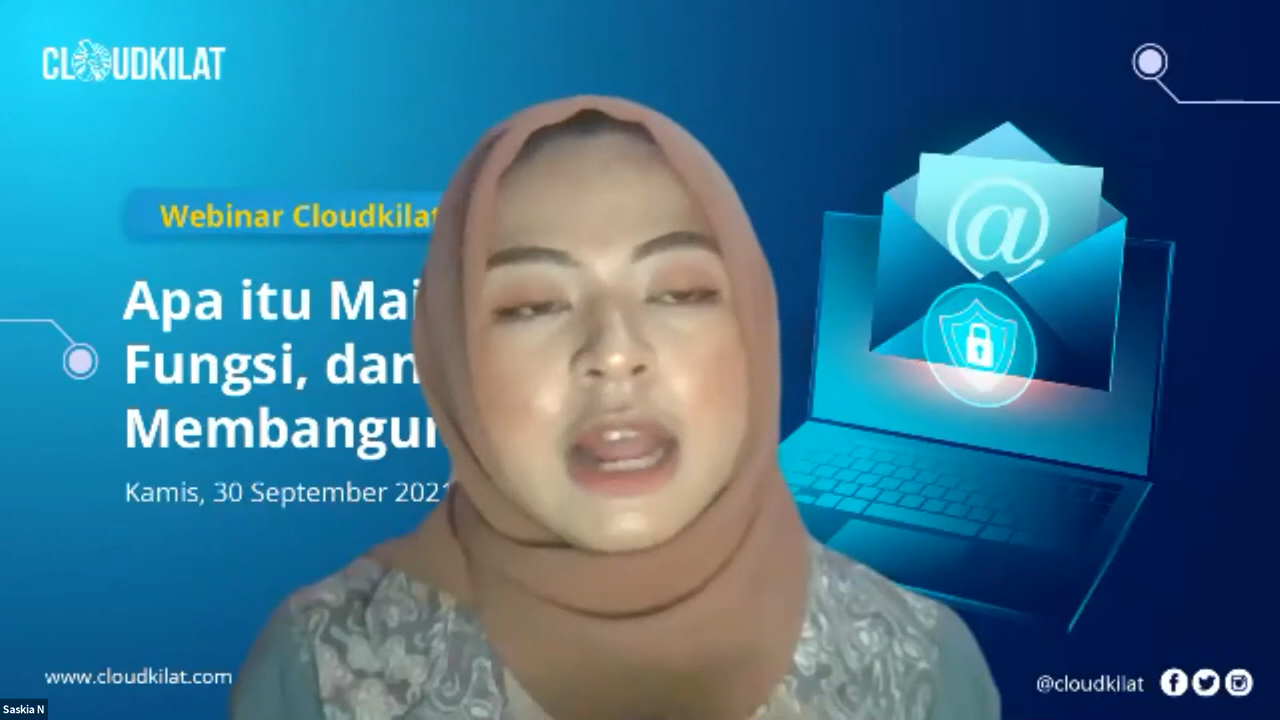 CLOUDKILAT
Webinar Cloudkilat
Apa itu Mai
Fungsi, dan
Membangun
Kamis, 30 September 2021
www.cloudkilat.com
@cloudkilat
Saskia N
@